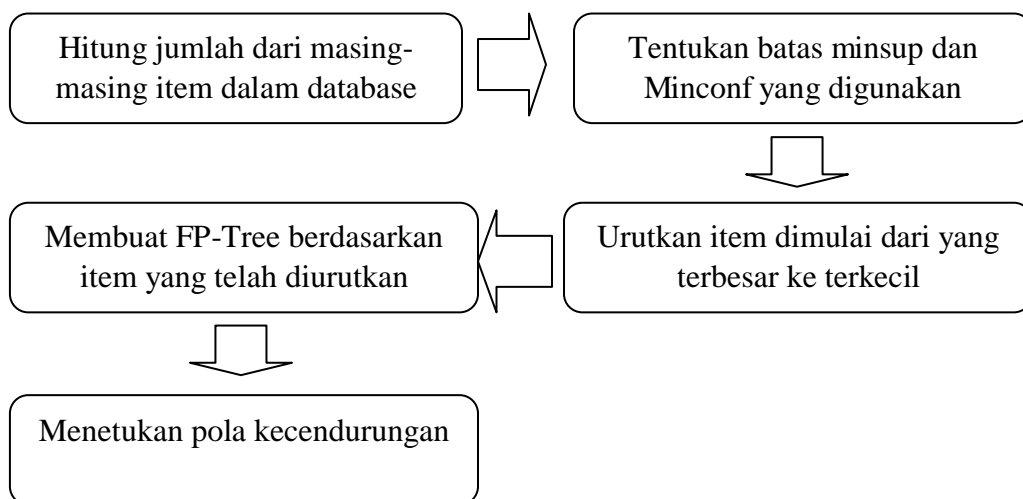 Hitung jumlah dari masing-
masing item dalam database
Tentukan batas minsup dan
Minconf yang digunakan
Urutkan item dimulai dari yang
terbesar ke terkecil
Membuat FP-Tree berdasarkan
item yang telah diurutkan
Menetukan pola kecendurungan